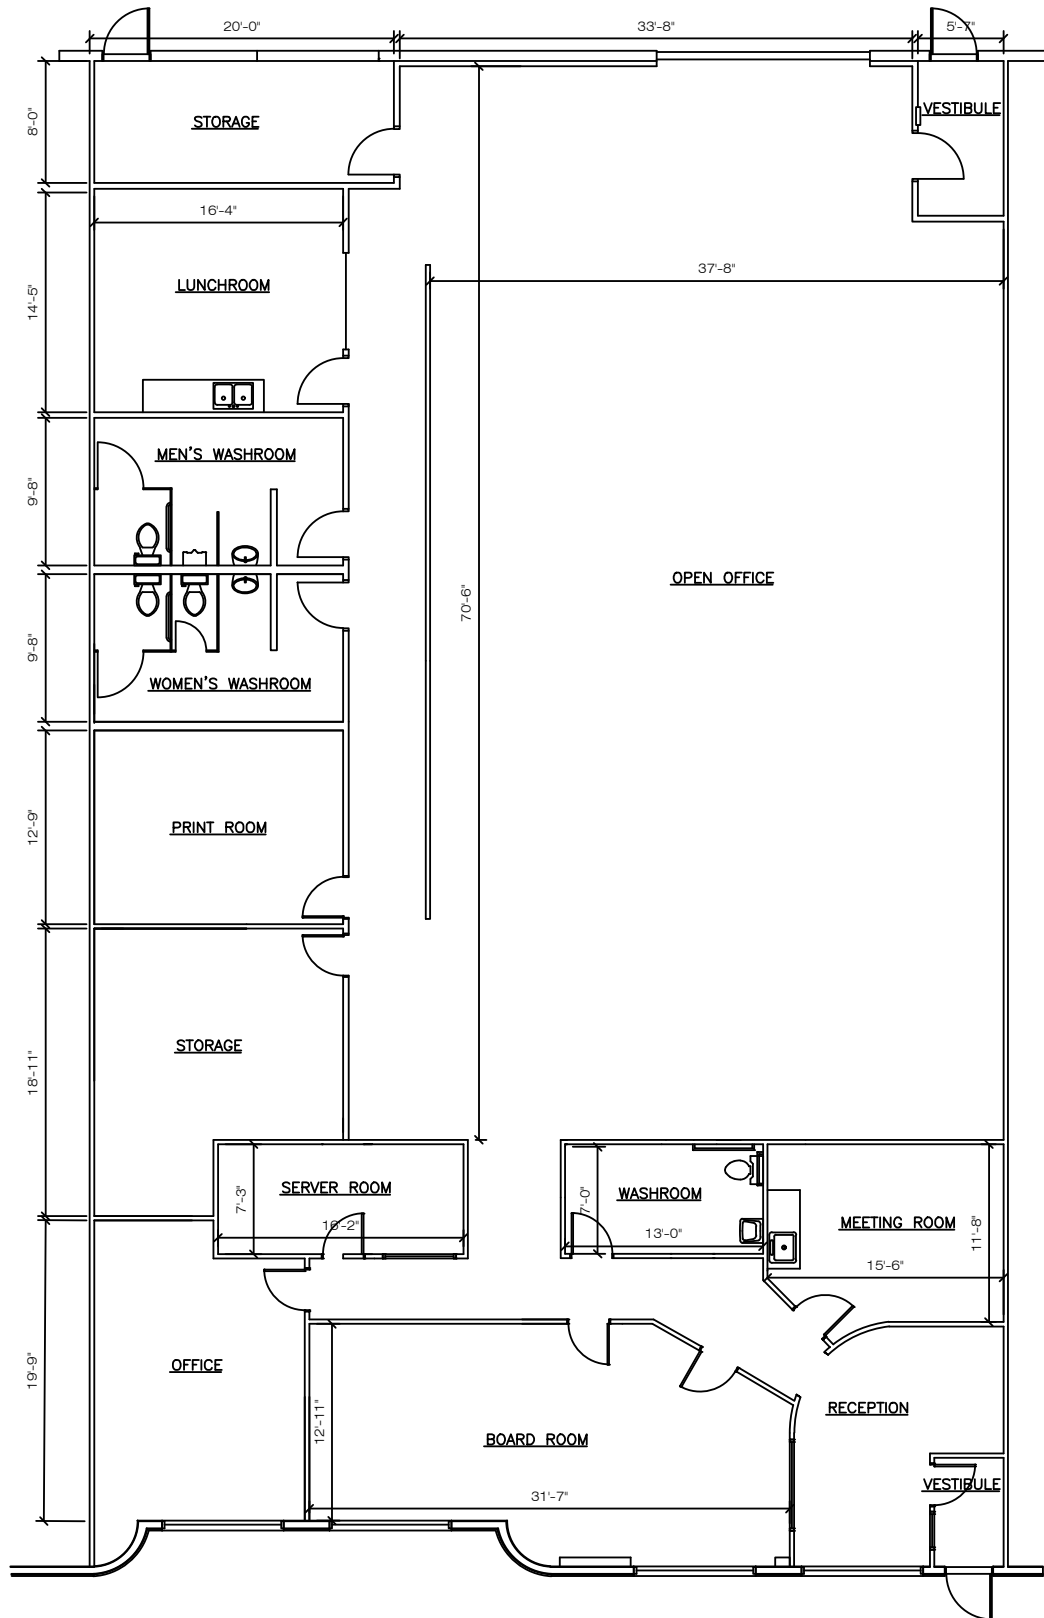 20'-0"
33'-8"
5'-7"
8'-0"
STORAGE
VESTIBULE
16'-4"
37'-8"
14'-5"
LUNCHROOM
MEN'S WASHROOM
9'-8"
OPEN OFFICE
70'-6"
9'-8"
WOMEN'S WASHROOM
12'-9"
PRINT ROOM
18'-11"
STORAGE
7'-3"
SERVER ROOM
16'-2"
7'-0"
WASHROOM
13'-0"
MEETING ROOM
11'-8"
15'-6"
19'-9"
OFFICE
12'-11"
BOARD ROOM
RECEPTION
31'-7"
VESTIBULE